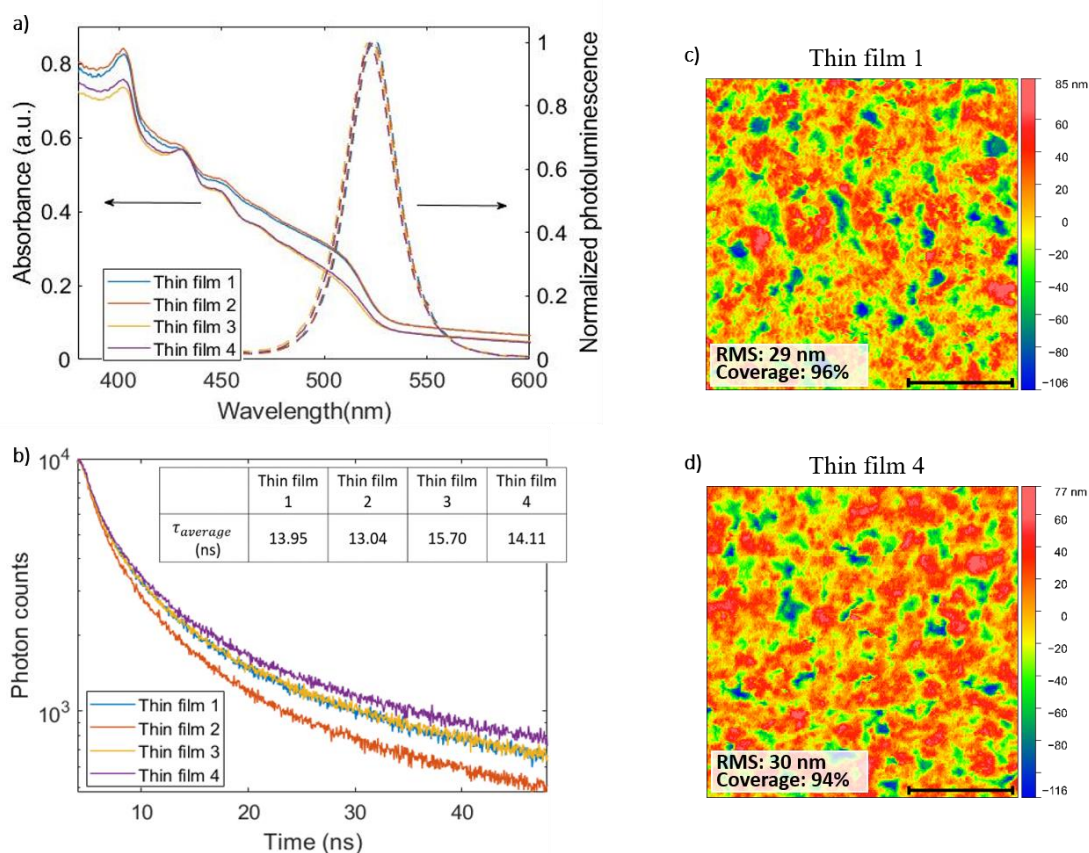 a)
Absorbance (a.u.)
0.8
0.6
0.4
0.2
0
1
0.8
0.6
0.4
0.2
0
Normalized photoluminescence
Thin film 1
Thin film 2
Thin film 3
Thin film 4
400 450 500 550 600
Wavelength(nm)
b)
Photon counts
10^4
10^3
Thin film 1 Thin film 2 Thin film 3 Thin film 4
τaverage (ns) 13.95 13.04 15.70 14.11
Thin film 1
Thin film 2
Thin film 3
Thin film 4
10 20 30 40
Time (ns)
c)
Thin film 1
85 nm
60
40
20
0
−20
−40
−60
−80
−106
RMS: 29 nm
Coverage: 96%
d)
Thin film 4
77 nm
60
40
20
0
−20
−40
−60
−80
−116
RMS: 30 nm
Coverage: 94%